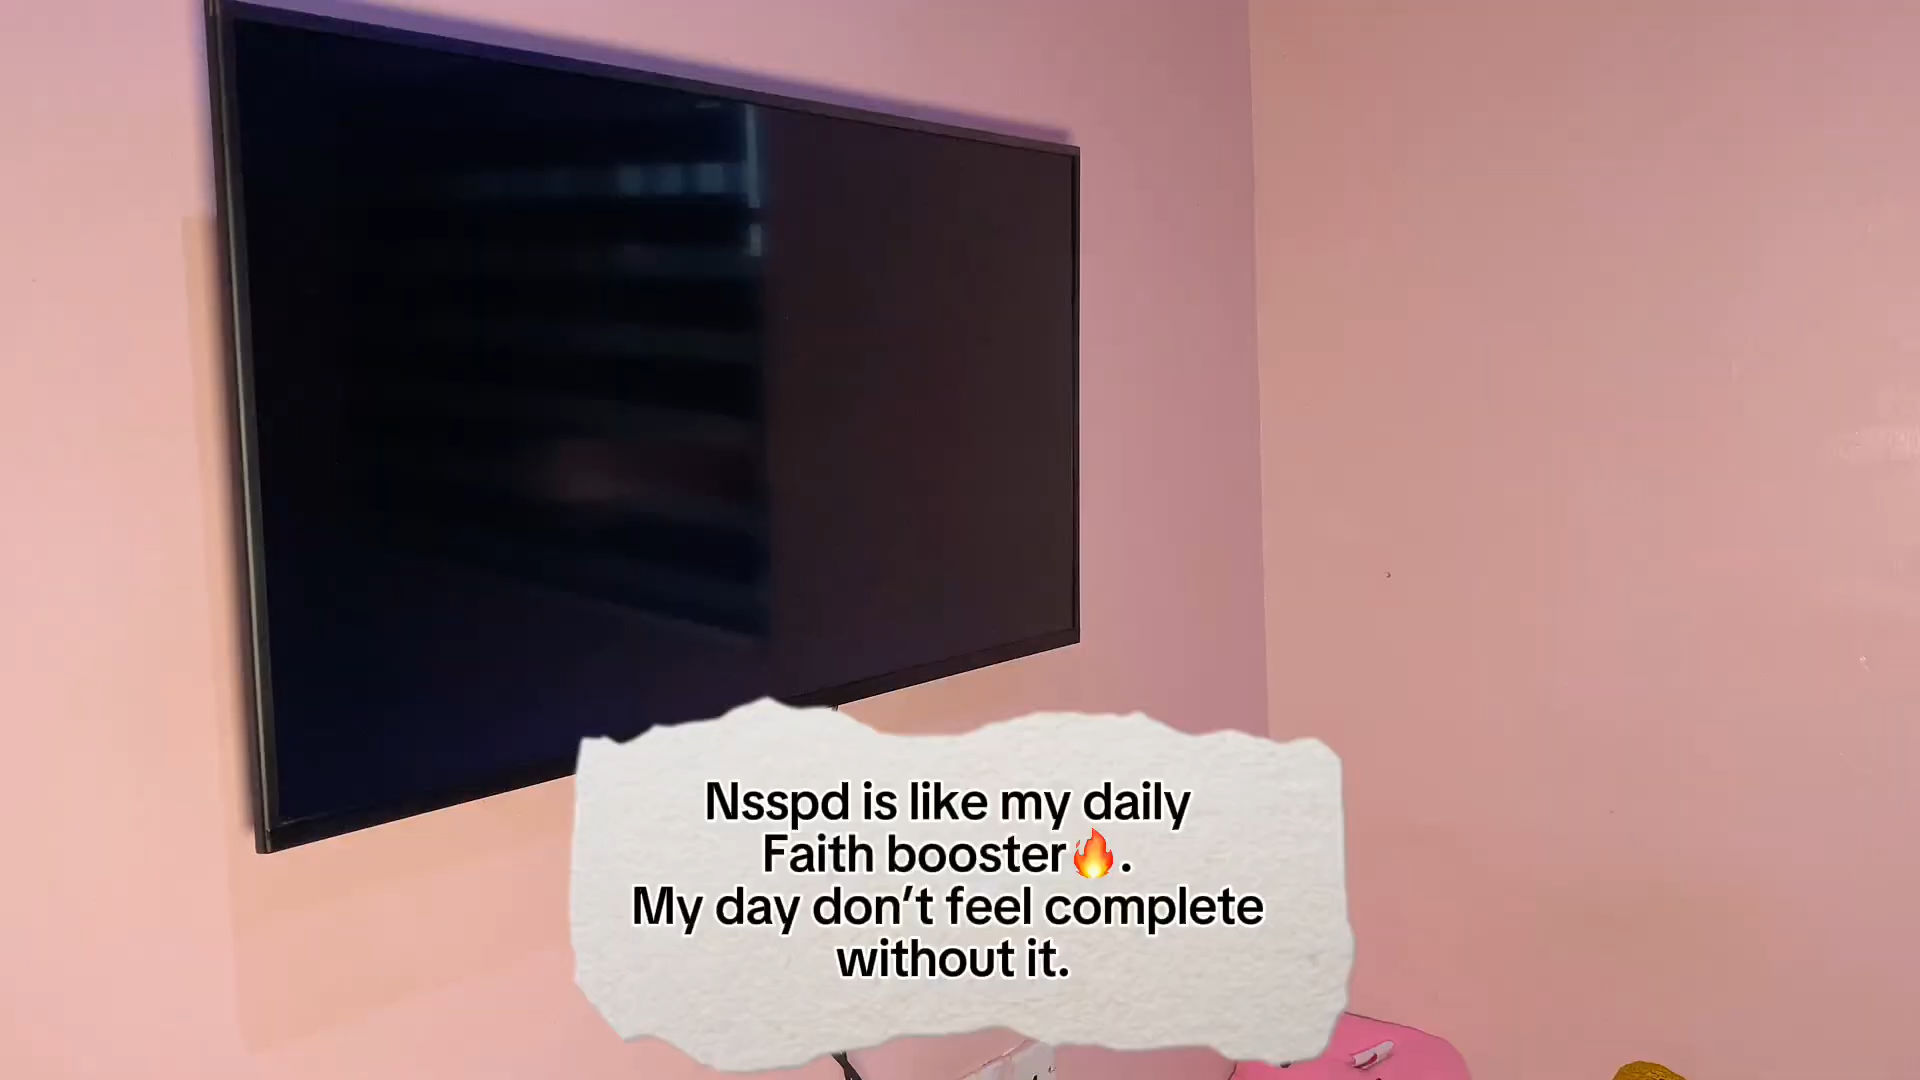 Nsspd is like my daily
Faith booster🔥.
My day don’t feel complete
without it.